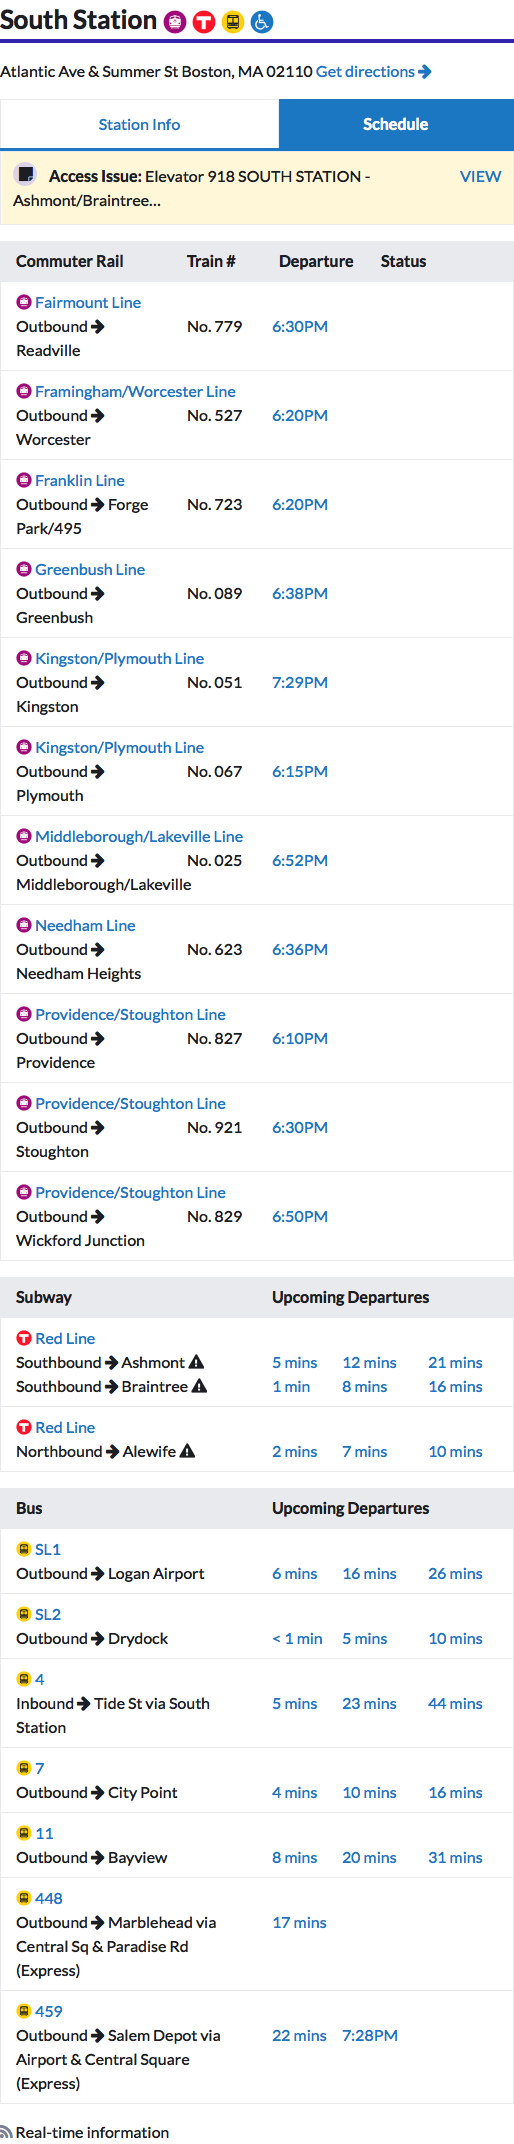 South Station
Atlantic Ave & Summer St Boston, MA 02110 Get directions
Station Info Schedule
Access Issue: Elevator 918 SOUTH STATION - VIEW
Ashmont/Braintree...
Commuter Rail Train # Departure Status
Fairmount Line
Outbound No. 779 6:30PM
Readville
Framingham/Worcester Line
Outbound No. 527 6:20PM
Worcester
Franklin Line
Outbound Forge No. 723 6:20PM
Park/495
Greenbush Line
Outbound No. 089 6:38PM
Greenbush
Kingston/Plymouth Line
Outbound No. 051 7:29PM
Kingston
Kingston/Plymouth Line
Outbound No. 067 6:15PM
Plymouth
Middleborough/Lakeville Line
Outbound No. 025 6:52PM
Middleborough/Lakeville
Needham Line
Outbound No. 623 6:36PM
Needham Heights
Providence/Stoughton Line
Outbound No. 827 6:10PM
Providence
Providence/Stoughton Line
Outbound No. 921 6:30PM
Stoughton
Providence/Stoughton Line
Outbound No. 829 6:50PM
Wickford Junction
Subway Upcoming Departures
Red Line
Southbound Ashmont 5 mins 12 mins 21 mins
Southbound Braintree 1 min 8 mins 16 mins
Red Line
Northbound Alewife 2 mins 7 mins 10 mins
Bus Upcoming Departures
SL1
Outbound Logan Airport 6 mins 16 mins 26 mins
SL2
Outbound Drydock < 1 min 5 mins 10 mins
4
Inbound Tide St via South 5 mins 23 mins 44 mins
Station
7
Outbound City Point 4 mins 10 mins 16 mins
11
Outbound Bayview 8 mins 20 mins 31 mins
448
Outbound Marblehead via 17 mins
Central Sq & Paradise Rd
(Express)
459
Outbound Salem Depot via 22 mins 7:28PM
Airport & Central Square
(Express)
Real-time information